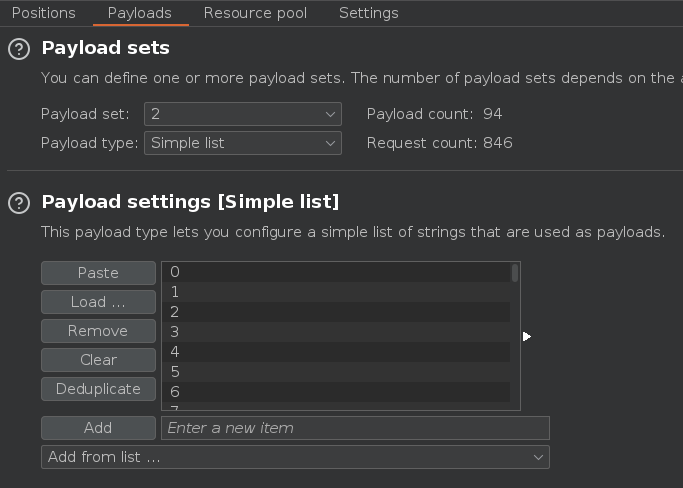 Positions Payloads Resource pool Settings
Payload sets
You can define one or more payload sets. The number of payload sets depends on the
Payload set: 2 Payload count: 94
Payload type: Simple list Request count: 846
Payload settings [Simple list]
This payload type lets you configure a simple list of strings that are used as payloads.
Paste
Load ...
Remove
Clear
Deduplicate
0
1
2
3
4
5
6
Add Enter a new item
Add from list ...